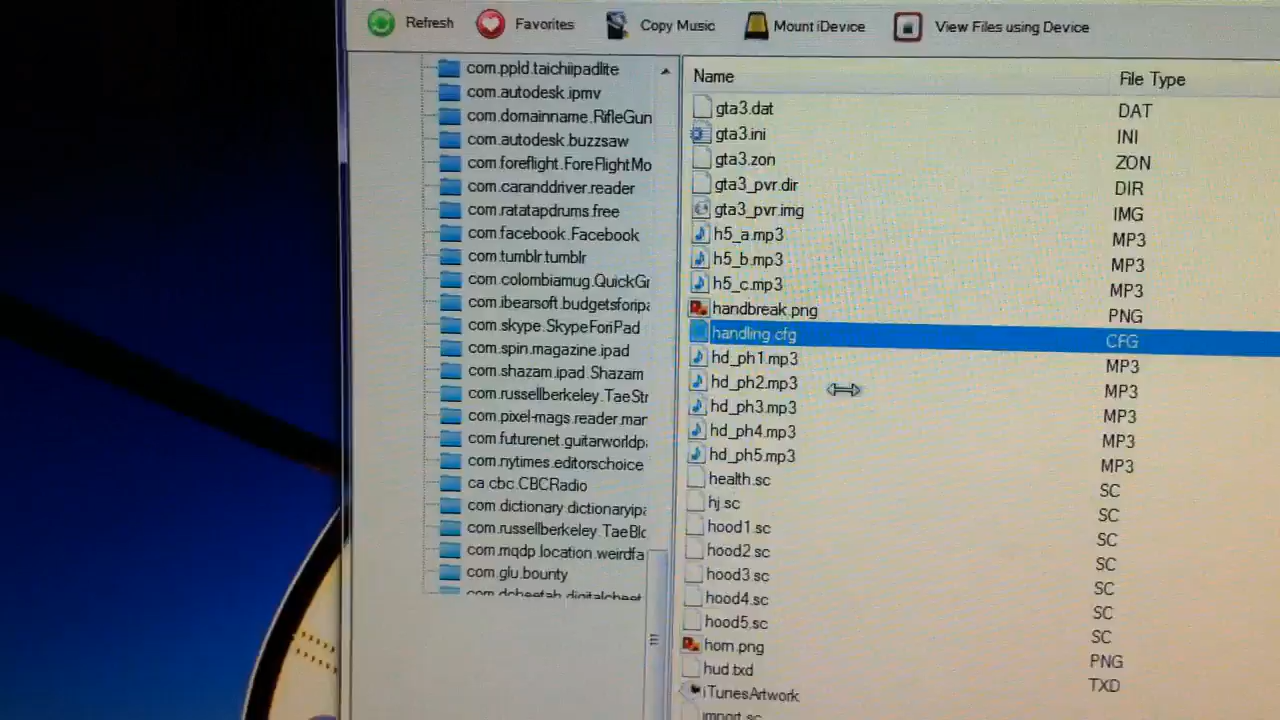 Refresh Favorites Copy Music Mount iDevice View Files using Device
com.ppld.taichiipadlite
com.autodesk.ipmv
com.domainname.RifleGun
com.autodesk.buzzsaw
com.foreflight.ForeFlightMo
com.caranddriver.reader
com.ratatapdrums.free
com.facebook.Facebook
com.tumblr.tumblr
com.colombiamug.QuickGr
com.ibearsoft.budgetsforipa
com.skype.SkypeForiPad
com.spin.magazine.ipad
com.shazam.ipad.Shazam
com.russellberkeley.TaeStr
com.pixel-mags.reader.mar
com.futurenet.guitarworldpa
com.nytimes.editorschoice
ca.cbc.CBCRadio
com.dictionary.dictionaryipa
com.russellberkeley.TaeBlo
com.mqdp.location.weirdfa
com.glu.bounty
com.dcheetah.digitalcheet
Name File Type
gta3.dat DAT
gta3.ini INI
gta3.zon ZON
gta3_pvr.dir DIR
gta3_pvr.img IMG
h5_a.mp3 MP3
h5_b.mp3 MP3
h5_c.mp3 MP3
handbreak.png PNG
handling.cfg CFG
hd_ph1.mp3 MP3
hd_ph2.mp3 MP3
hd_ph3.mp3 MP3
hd_ph4.mp3 MP3
hd_ph5.mp3 MP3
health.sc SC
hj.sc SC
hood1.sc SC
hood2.sc SC
hood3.sc SC
hood4.sc SC
hood5.sc SC
horn.png PNG
hud.txd TXD
iTunesArtwork
import.sc